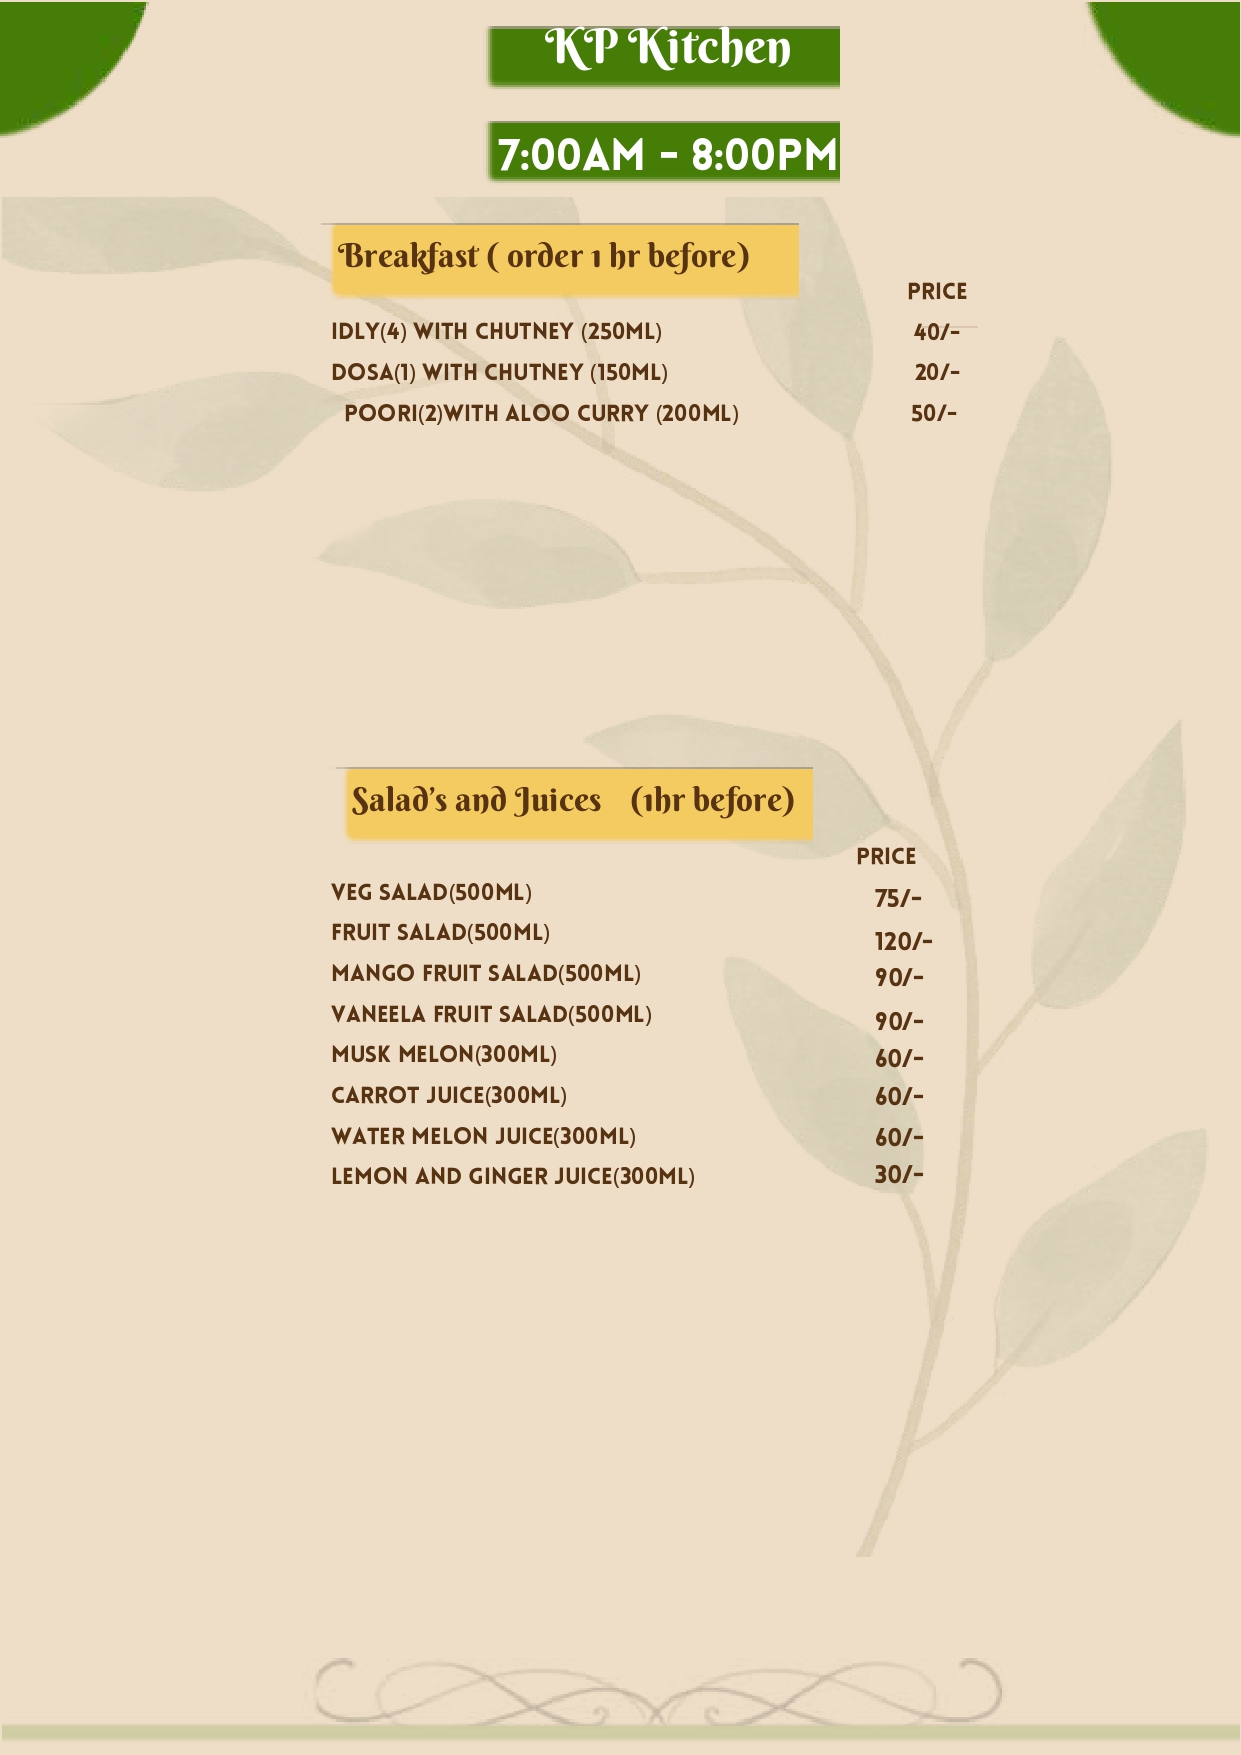 KP Kitchen
7:00AM - 8:00PM
Breakfast ( order 1 hr before)
PRICE
IDLY(4) WITH CHUTNEY (250ML) 40/-
DOSA(1) WITH CHUTNEY (150ML) 20/-
POORI(2)WITH ALOO CURRY (200ML) 50/-
Salad's and Juices (1hr before)
PRICE
VEG SALAD(500ML) 75/-
FRUIT SALAD(500ML) 120/-
MANGO FRUIT SALAD(500ML) 90/-
VANEELA FRUIT SALAD(500ML) 90/-
MUSK MELON(300ML) 60/-
CARROT JUICE(300ML) 60/-
WATER MELON JUICE(300ML) 60/-
LEMON AND GINGER JUICE(300ML) 30/-